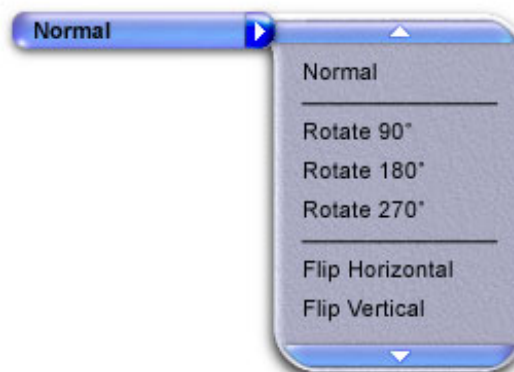 Normal
Normal
Rotate 90°
Rotate 180°
Rotate 270°
Flip Horizontal
Flip Vertical